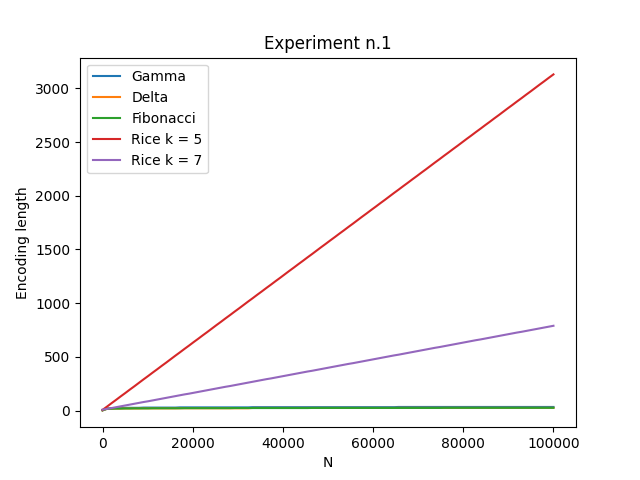 Experiment n.1
Gamma
Delta
Fibonacci
Rice k = 5
Rice k = 7
Encoding length
3000
2500
2000
1500
1000
500
0
0 20000 40000 60000 80000 100000
N